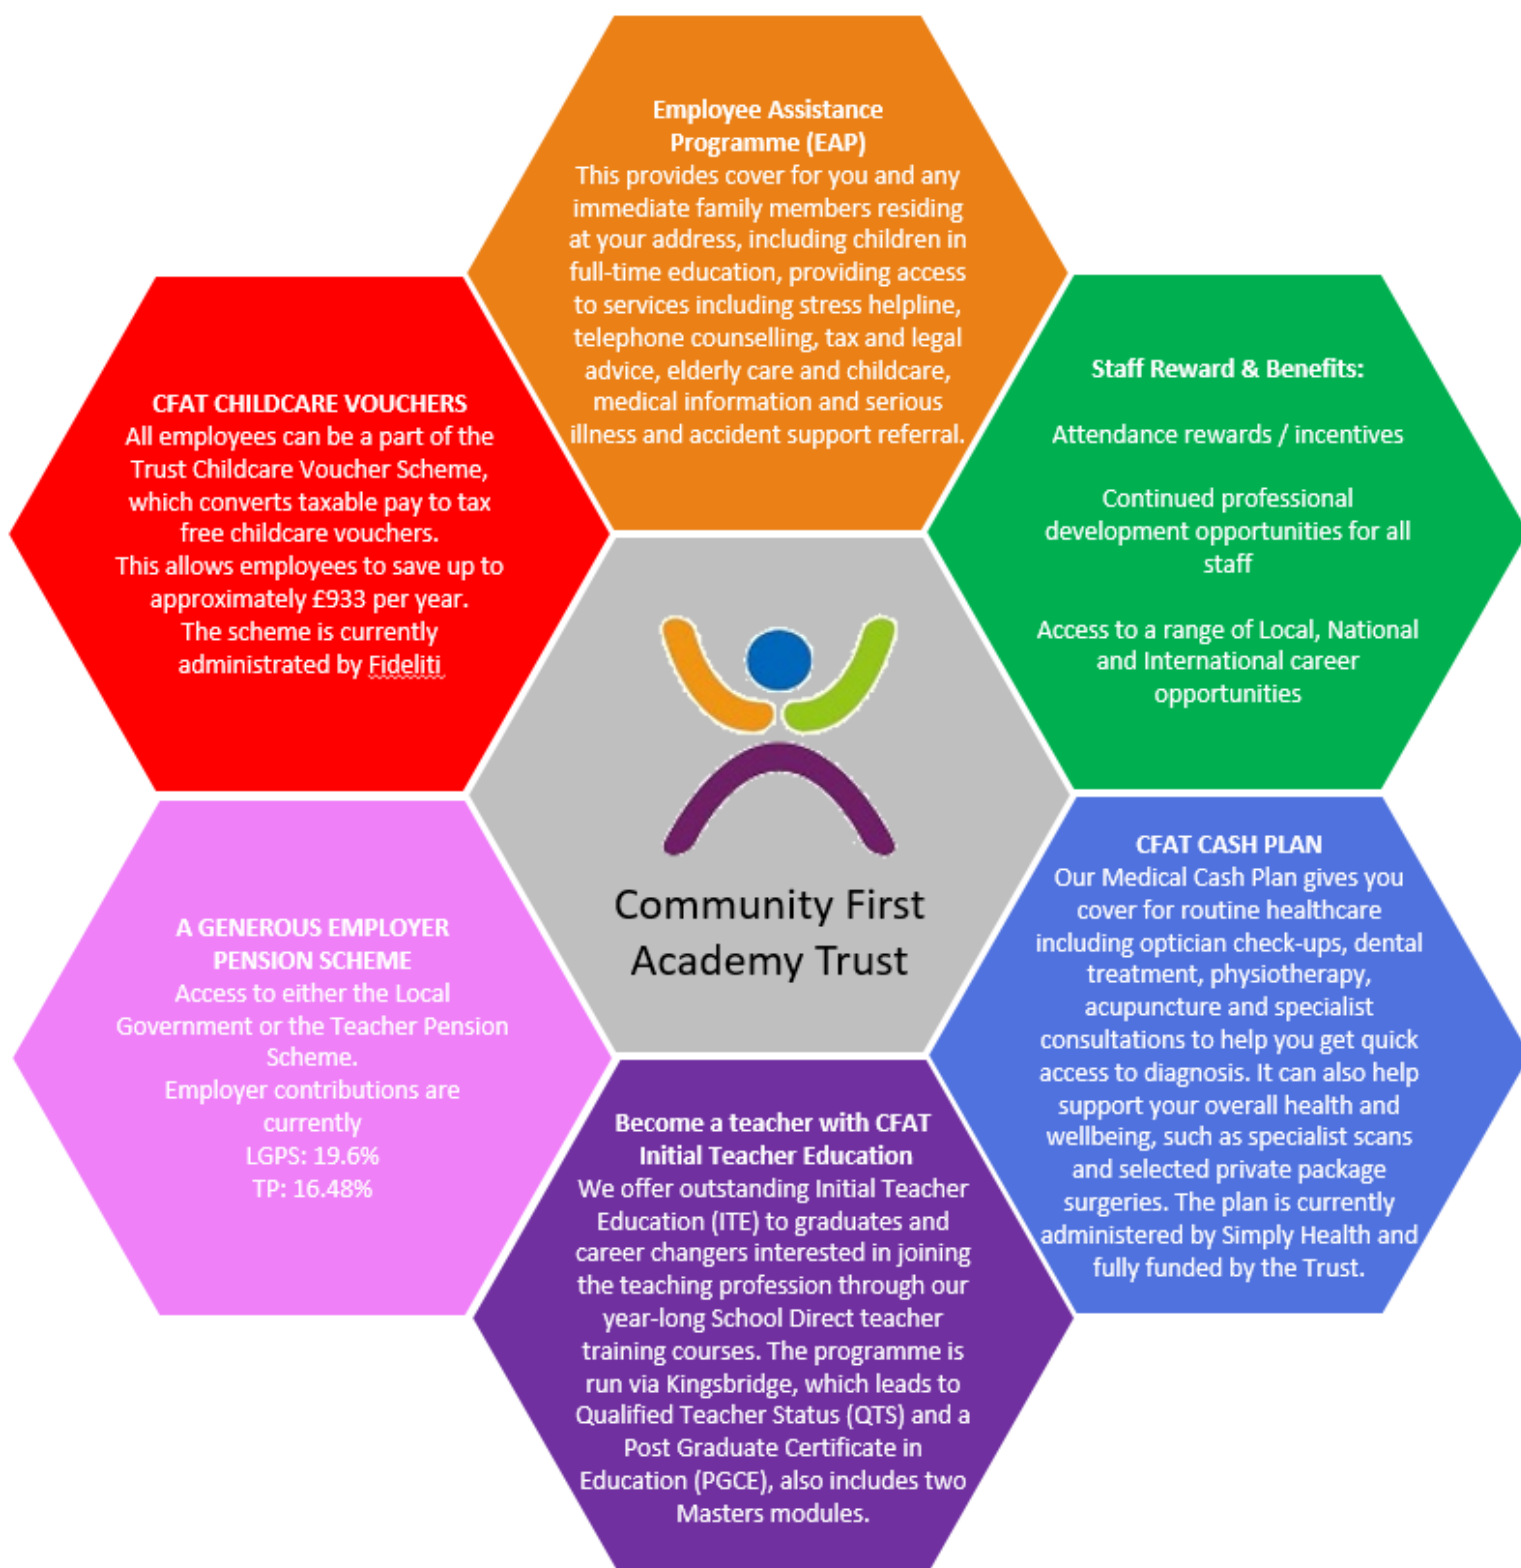 Employee Assistance
Programme (EAP)
This provides cover for you and any
immediate family members residing
at your address, including children in
full-time education, providing access
to services including stress helpline,
telephone counselling, tax and legal
advice, elderly care and childcare,
medical information and serious
illness and accident support referral.
CFAT CHILDCARE VOUCHERS
All employees can be a part of the
Trust Childcare Voucher Scheme,
which converts taxable pay to tax
free childcare vouchers.
This allows employees to save up to
approximately £933 per year.
The scheme is currently
administrated by Fideliti
Staff Reward & Benefits:
Attendance rewards / incentives
Continued professional
development opportunities for all
staff
Access to a range of Local, National
and International career
opportunities
Community First
Academy Trust
A GENEROUS EMPLOYER
PENSION SCHEME
Access to either the Local
Government or the Teacher Pension
Scheme.
Employer contributions are
currently
LGPS: 19.6%
TP: 16.48%
CFAT CASH PLAN
Our Medical Cash Plan gives you
cover for routine healthcare
including optician check-ups, dental
treatment, physiotherapy,
acupuncture and specialist
consultations to help you get quick
access to diagnosis. It can also help
support your overall health and
wellbeing, such as specialist scans
and selected private package
surgeries. The plan is currently
administered by Simply Health and
fully funded by the Trust.
Become a teacher with CFAT
Initial Teacher Education
We offer outstanding Initial Teacher
Education (ITE) to graduates and
career changers interested in joining
the teaching profession through our
year-long School Direct teacher
training courses. The programme is
run via Kingsbridge, which leads to
Qualified Teacher Status (QTS) and a
Post Graduate Certificate in
Education (PGCE), also includes two
Masters modules.